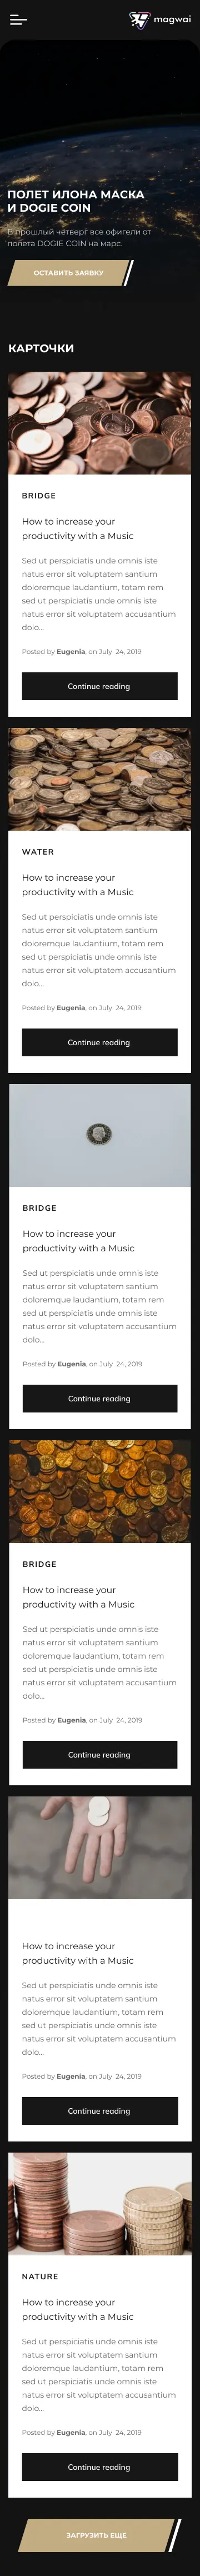 magwai
ПОЛЕТ ИЛОНА МАСКА
И DOGIE COIN
В прошлый четверг все офигели от
полета DOGIE COIN на марс.
ОСТАВИТЬ ЗАЯВКУ
КАРТОЧКИ
BRIDGE
How to increase your
productivity with a Music
Sed ut perspiciatis unde omnis iste
natus error sit voluptatem santium
doloremque laudantium, totam rem
sed ut perspiciatis unde omnis iste
natus error sit voluptatem accusantium
dolo...
Posted by Eugenia, on July 24, 2019
Continue reading
WATER
How to increase your
productivity with a Music
Sed ut perspiciatis unde omnis iste
natus error sit voluptatem santium
doloremque laudantium, totam rem
sed ut perspiciatis unde omnis iste
natus error sit voluptatem accusantium
dolo...
Posted by Eugenia, on July 24, 2019
Continue reading
BRIDGE
How to increase your
productivity with a Music
Sed ut perspiciatis unde omnis iste
natus error sit voluptatem santium
doloremque laudantium, totam rem
sed ut perspiciatis unde omnis iste
natus error sit voluptatem accusantium
dolo...
Posted by Eugenia, on July 24, 2019
Continue reading
BRIDGE
How to increase your
productivity with a Music
Sed ut perspiciatis unde omnis iste
natus error sit voluptatem santium
doloremque laudantium, totam rem
sed ut perspiciatis unde omnis iste
natus error sit voluptatem accusantium
dolo...
Posted by Eugenia, on July 24, 2019
Continue reading
How to increase your
productivity with a Music
Sed ut perspiciatis unde omnis iste
natus error sit voluptatem santium
doloremque laudantium, totam rem
sed ut perspiciatis unde omnis iste
natus error sit voluptatem accusantium
dolo...
Posted by Eugenia, on July 24, 2019
Continue reading
NATURE
How to increase your
productivity with a Music
Sed ut perspiciatis unde omnis iste
natus error sit voluptatem santium
doloremque laudantium, totam rem
sed ut perspiciatis unde omnis iste
natus error sit voluptatem accusantium
dolo...
Posted by Eugenia, on July 24, 2019
Continue reading
ЗАГРУЗИТЬ ЕЩЕ